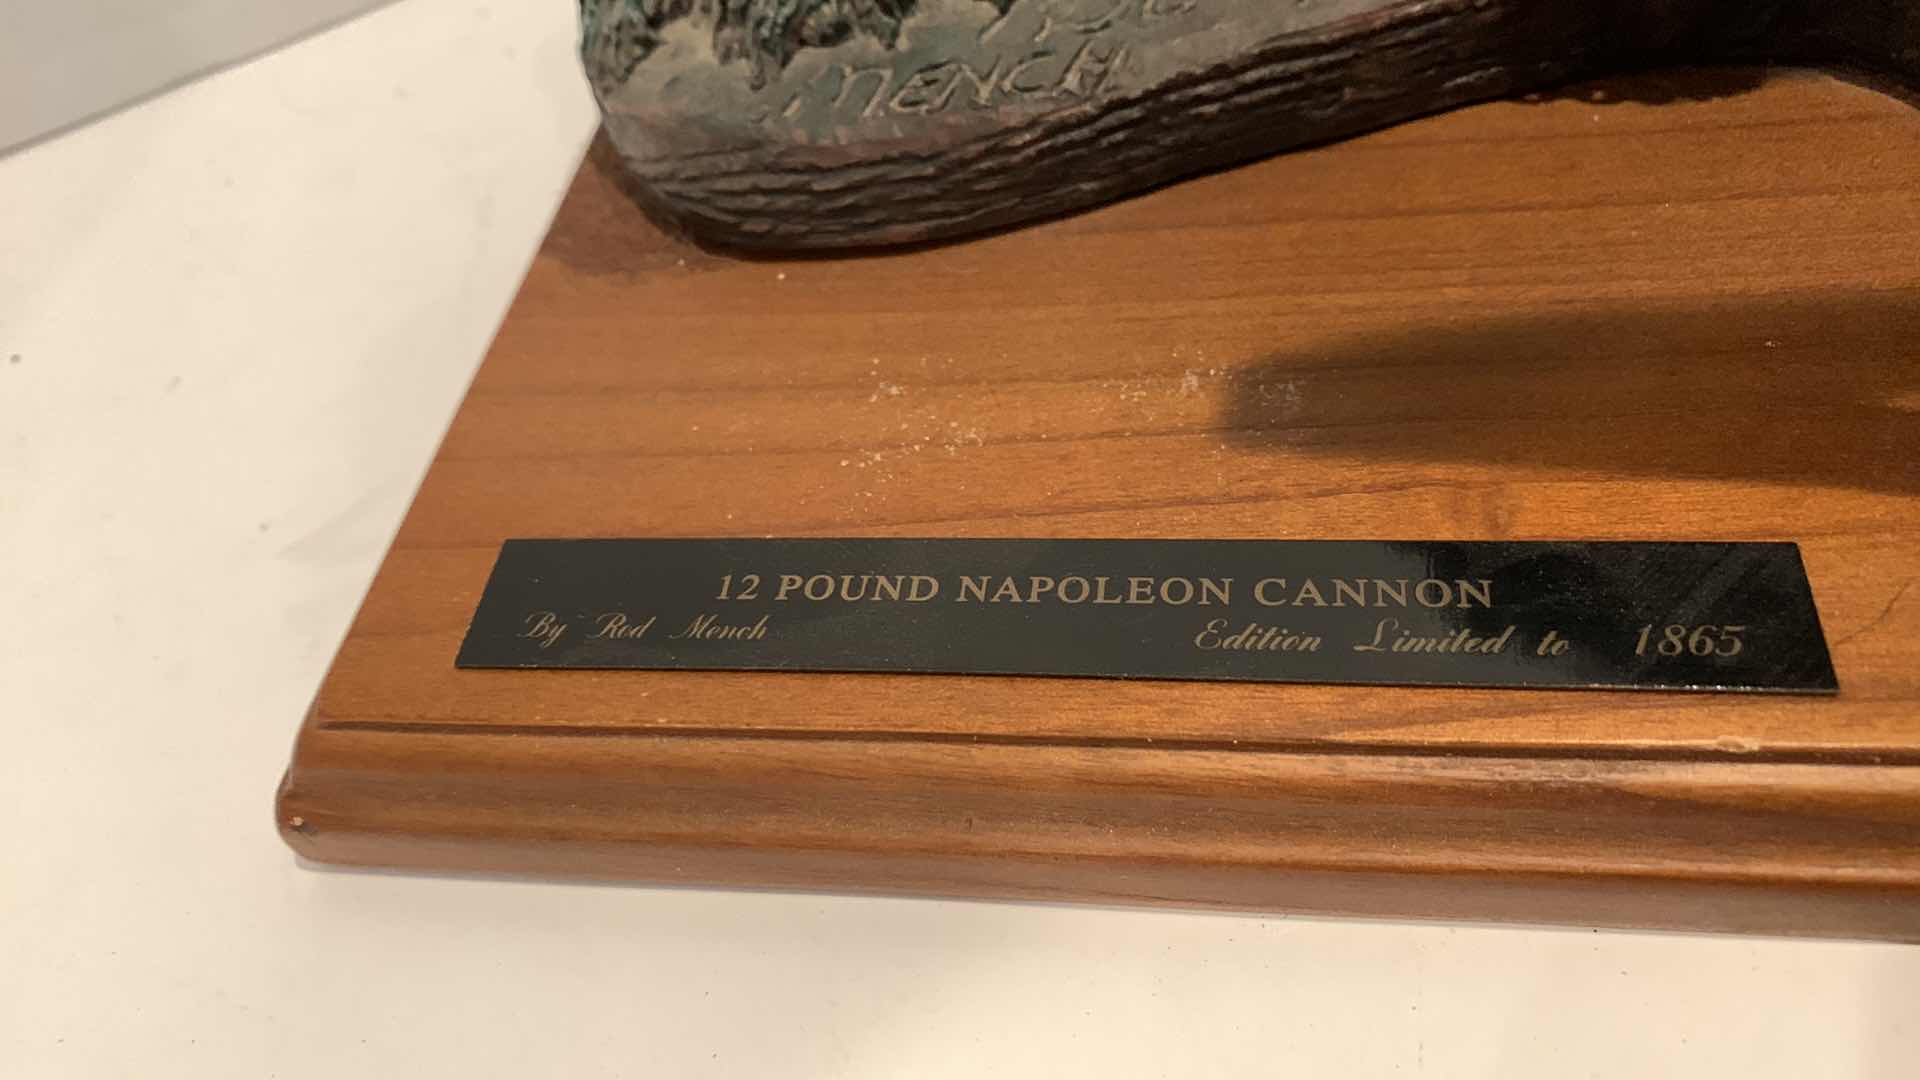 MENCH
12 POUND NAPOLEON CANNON
By Rod Mench
Edition Limited to 1865